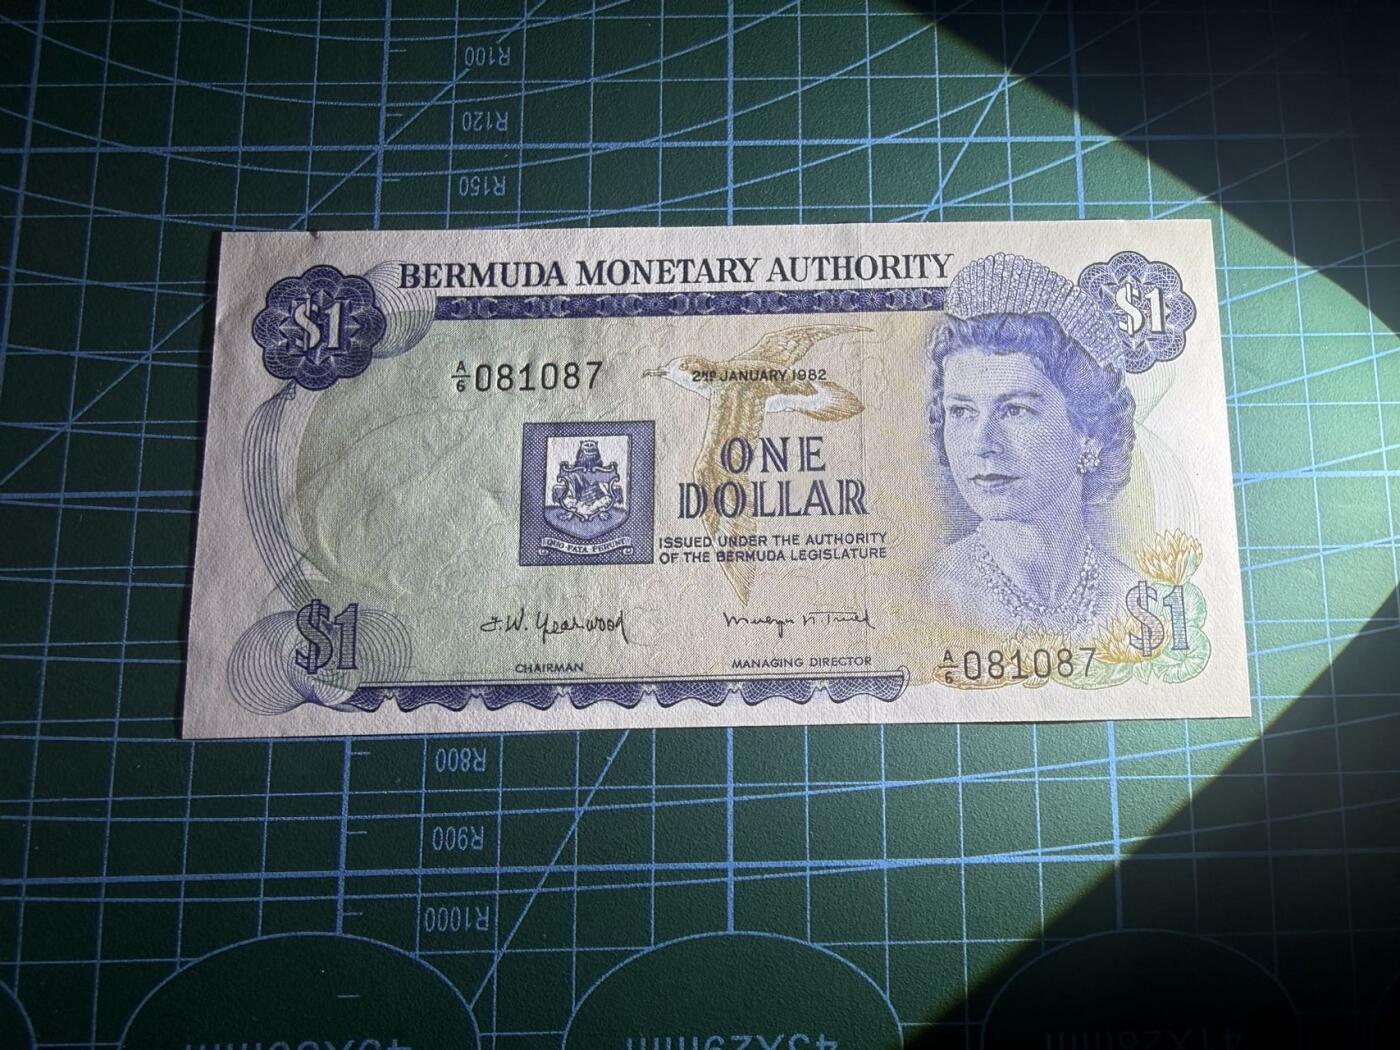 R100
R120
R150
BERMUDA MONETARY AUTHORITY
$1
$1
A/6 081087
2ND JANUARY 1982
ONE
DOLLAR
QUO FATA FERUNT
ISSUED UNDER THE AUTHORITY
OF THE BERMUDA LEGISLATURE
J.W. Yearwood
CHAIRMAN
MANAGING DIRECTOR
$1
$1
A/6 081087
R800
R900
R1000